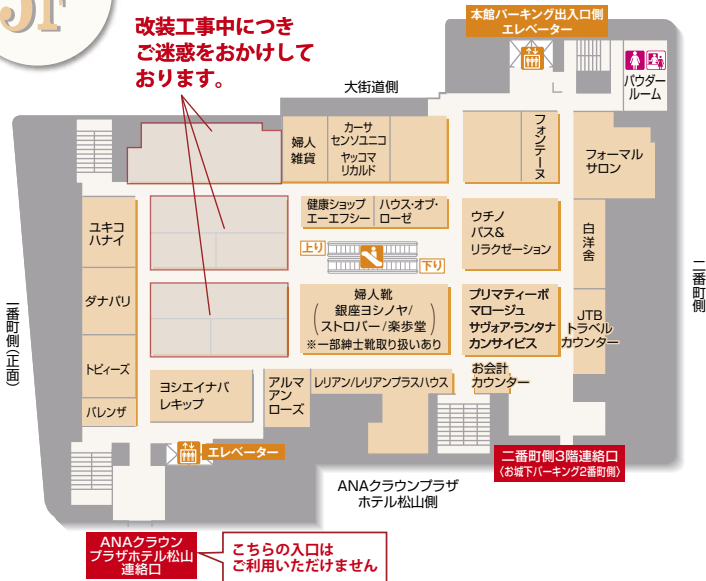 3F
改装工事中につき
ご迷惑をおかけして
おります。
本館パーキング出入口側
エレベーター
大街道側
パウダー
ルーム
婦人
雑貨
カーサ
センソユニコ
ヤッコマ
リカルド
フォンテーヌ
フォーマル
サロン
ユキコ
ハナイ
健康ショップ
エーエフシー
ハウス・オブ・
ローゼ
ウチノ
バス&
リラクゼーション
白洋舍
上り
下り
二番町側
一番町側(正面)
ダナパリ
婦人靴
銀座ヨシノヤ/
ストロバー/楽歩堂
※一部紳士靴取り扱いあり
プリマティーボ
マロージュ
サヴォア・ランタナ
カンサイビス
JTB
トラベル
カウンター
トビィーズ
バレンザ
ヨシエイナバ
レキップ
アルマ
アン
ローズ
レリアン/レリアンプラスハウス
お会計
カウンター
エレベーター
二番町側3階連絡口
〈お城下パーキング2番町側〉
ANAクラウンプラザ
ホテル松山側
ANAクラウン
プラザホテル松山
連絡口
こちらの入口は
ご利用いただけません